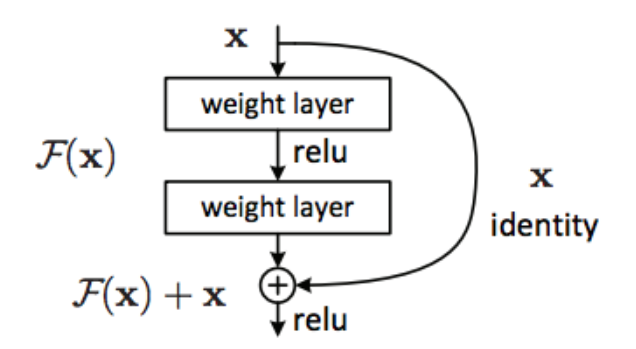 x
weight layer
relu
F(x)
x
weight layer
identity
F(x) + x
relu